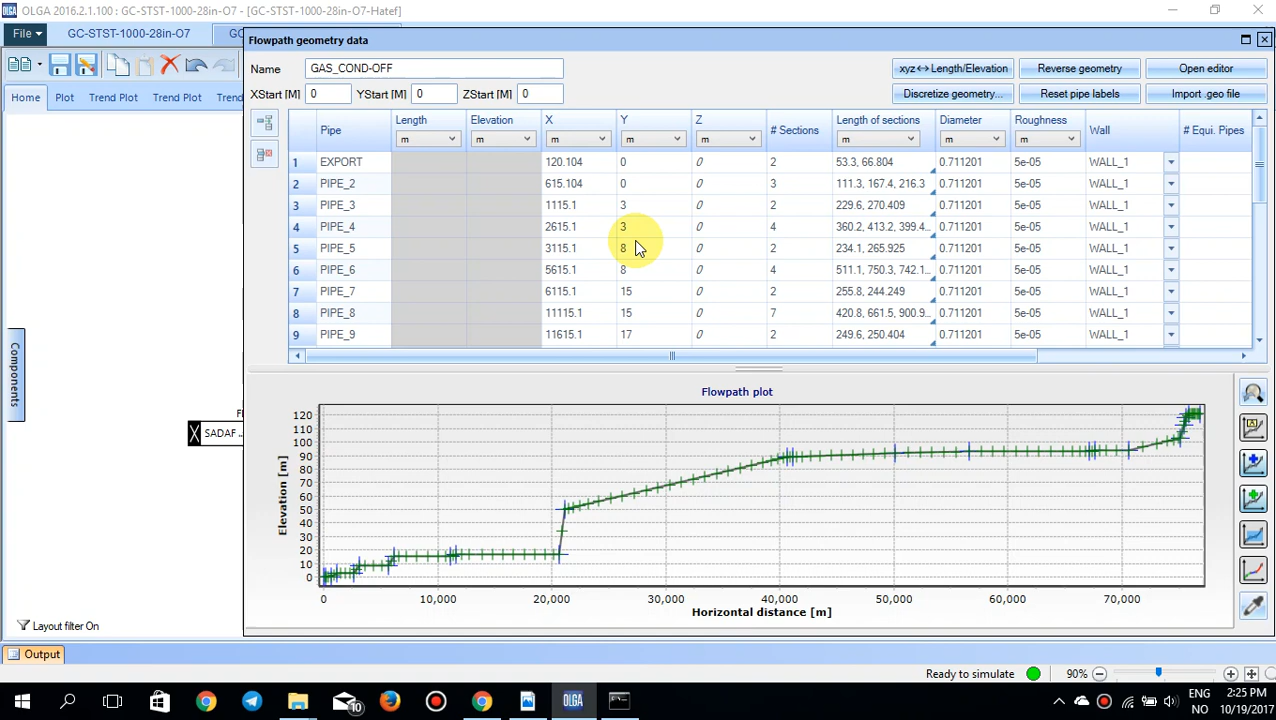 OLGA 2016.2.1.100: GC-STST-1000-28in-O7 - [GC-STST-1000-28in-O7-Hatef]
File GC-STST-1000-28in-O7 GC
Home Plot Trend Plot Trend Plot Trend
Flowpath geometry data
Name GAS_COND-OFF xyz↔Length/Elevation Reverse geometry Open editor
XStart [M] 0 YStart [M] 0 ZStart [M] 0 Discretize geometry... Reset pipe labels Import .geo file
Pipe Length Elevation X Y Z # Sections Length of sections Diameter Roughness Wall # Equi. Pipes
m m m m m m m m
1 EXPORT 120.104 0 0 2 53.3, 66.804 0.711201 5e-05 WALL_1
2 PIPE_2 615.104 0 0 3 111.3, 167.4, 216.3 0.711201 5e-05 WALL_1
3 PIPE_3 1115.1 3 0 2 229.6, 270.409 0.711201 5e-05 WALL_1
4 PIPE_4 2615.1 3 0 4 360.2, 413.2, 399.4... 0.711201 5e-05 WALL_1
5 PIPE_5 3115.1 8 0 2 234.1, 265.925 0.711201 5e-05 WALL_1
6 PIPE_6 5615.1 8 0 4 511.1, 750.3, 742.1... 0.711201 5e-05 WALL_1
7 PIPE_7 6115.1 15 0 2 255.8, 244.249 0.711201 5e-05 WALL_1
8 PIPE_8 11115.1 15 0 7 420.8, 661.5, 900.9... 0.711201 5e-05 WALL_1
9 PIPE_9 11615.1 17 0 2 249.6, 250.404 0.711201 5e-05 WALL_1
Components
SADAF ...
Flowpath plot
Elevation [m]
120
110
100
90
80
70
60
50
40
30
20
10
0
0 10,000 20,000 30,000 40,000 50,000 60,000 70,000
Horizontal distance [m]
Layout filter On
Output
Ready to simulate 90%
10 OLGA ENG 2:25 PM
NO 10/19/2017